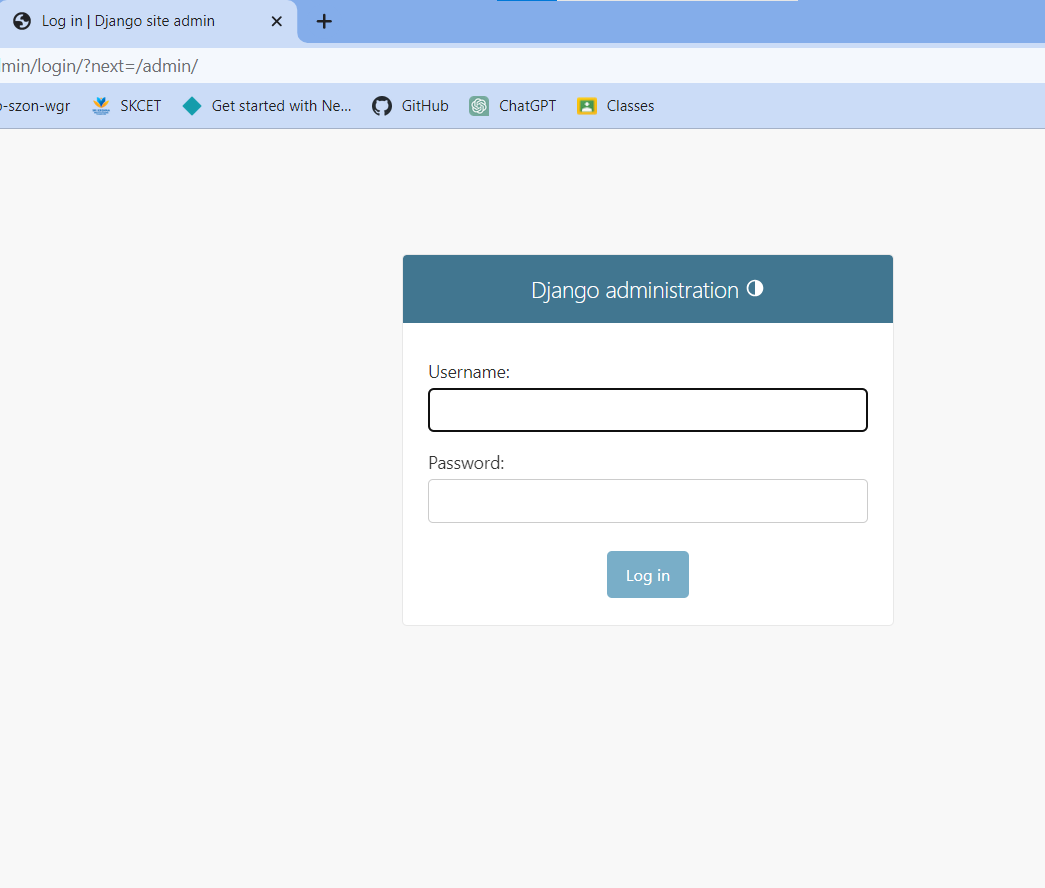 Log in | Django site admin
min/login/?next=/admin/
-szon-wgr SKCET Get started with Ne... GitHub ChatGPT Classes
Django administration
Username:
Password:
Log in